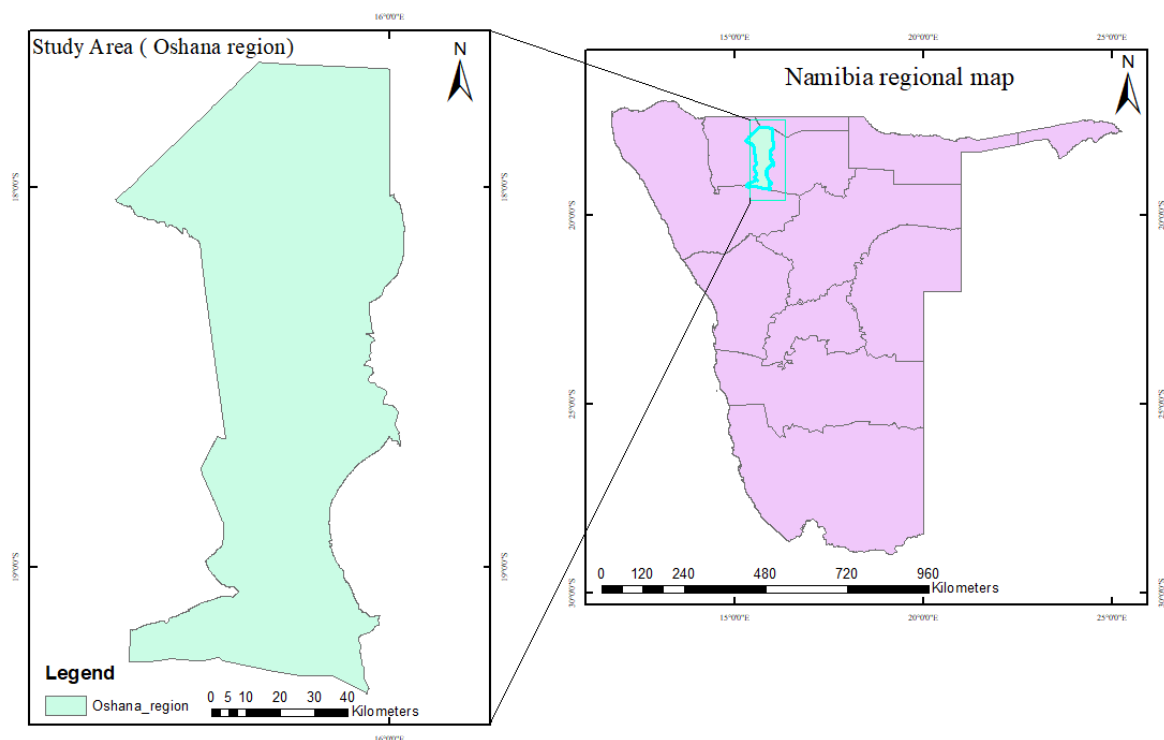 16°0'0"E
Study Area ( Oshana region)
N
18°0'0"S
18°0'0"S
19°0'0"S
19°0'0"S
Legend
Oshana_region
0 5 10 20 30 40
Kilometers
16°0'0"E
15°0'0"E
20°0'0"E
25°0'0"E
Namibia regional map
N
20°0'0"S
20°0'0"S
25°0'0"S
25°0'0"S
0 120 240 480 720 960
Kilometers
30°0'0"S
30°0'0"S
15°0'0"E
20°0'0"E
25°0'0"E